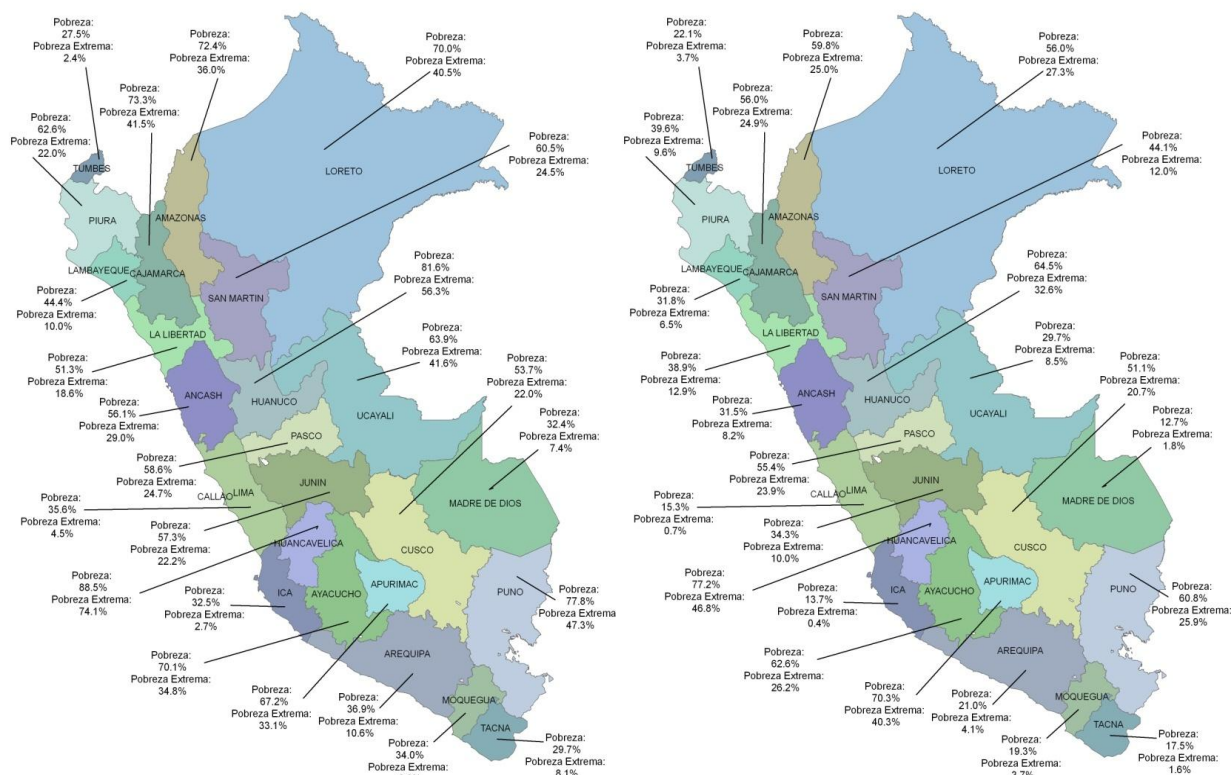 Pobreza:
27.5%
Pobreza Extrema:
2.4%
Pobreza:
72.4%
Pobreza Extrema:
36.0%
Pobreza:
70.0%
Pobreza Extrema:
40.5%
Pobreza:
73.3%
Pobreza Extrema:
41.5%
Pobreza:
62.6%
Pobreza Extrema:
22.0%
Pobreza:
60.5%
Pobreza Extrema:
24.5%
TUMBES
LORETO
PIURA
AMAZONAS
LAMBAYEQUE
CAJAMARCA
SAN MARTIN
Pobreza:
81.6%
Pobreza Extrema:
56.3%
Pobreza:
44.4%
Pobreza Extrema:
10.0%
LA LIBERTAD
Pobreza:
63.9%
Pobreza Extrema:
41.6%
Pobreza:
51.3%
Pobreza Extrema:
18.6%
Pobreza:
53.7%
Pobreza Extrema:
22.0%
ANCASH
HUANUCO
UCAYALI
Pobreza:
56.1%
Pobreza Extrema:
29.0%
Pobreza:
32.4%
Pobreza Extrema:
7.4%
PASCO
Pobreza:
58.6%
Pobreza Extrema:
24.7%
JUNIN
CALLAO
LIMA
MADRE DE DIOS
Pobreza:
35.6%
Pobreza Extrema:
4.5%
Pobreza:
57.3%
Pobreza Extrema:
22.2%
HUANCAVELICA
CUSCO
Pobreza:
88.5%
Pobreza Extrema:
74.1%
Pobreza:
32.5%
Pobreza Extrema:
2.7%
ICA
AYACUCHO
APURIMAC
PUNO
Pobreza:
77.8%
Pobreza Extrema
47.3%
Pobreza:
70.1%
Pobreza Extrema:
34.8%
AREQUIPA
Pobreza:
67.2%
Pobreza Extrema:
33.1%
Pobreza:
36.9%
Pobreza Extrema:
10.6%
MOQUEGUA
TACNA
Pobreza:
34.0%
Pobreza Extrema:
Pobreza:
29.7%
Pobreza Extrema:
8.1%
Pobreza:
22.1%
Pobreza Extrema:
3.7%
Pobreza:
59.8%
Pobreza Extrema:
25.0%
Pobreza:
56.0%
Pobreza Extrema:
27.3%
Pobreza:
56.0%
Pobreza Extrema:
24.9%
Pobreza:
39.6%
Pobreza Extrema:
9.6%
Pobreza:
44.1%
Pobreza Extrema:
12.0%
TUMBES
LORETO
PIURA
AMAZONAS
LAMBAYEQUE
CAJAMARCA
SAN MARTIN
Pobreza:
64.5%
Pobreza Extrema:
32.6%
Pobreza:
31.8%
Pobreza Extrema:
6.5%
LA LIBERTAD
Pobreza:
29.7%
Pobreza Extrema:
8.5%
Pobreza:
38.9%
Pobreza Extrema:
12.9%
Pobreza:
51.1%
Pobreza Extrema:
20.7%
ANCASH
HUANUCO
UCAYALI
Pobreza:
31.5%
Pobreza Extrema:
8.2%
Pobreza:
12.7%
Pobreza Extrema:
1.8%
PASCO
Pobreza:
55.4%
Pobreza Extrema:
23.9%
JUNIN
CALLAO
LIMA
MADRE DE DIOS
Pobreza:
15.3%
Pobreza Extrema:
0.7%
Pobreza:
34.3%
Pobreza Extrema:
10.0%
HUANCAVELICA
CUSCO
Pobreza:
77.2%
Pobreza Extrema:
46.8%
Pobreza:
13.7%
Pobreza Extrema:
0.4%
ICA
AYACUCHO
APURIMAC
PUNO
Pobreza:
60.8%
Pobreza Extrema
25.9%
Pobreza:
62.6%
Pobreza Extrema:
26.2%
AREQUIPA
Pobreza:
70.3%
Pobreza Extrema:
40.3%
Pobreza:
21.0%
Pobreza Extrema:
4.1%
MOQUEGUA
TACNA
Pobreza:
19.3%
Pobreza Extrema:
Pobreza:
17.5%
Pobreza Extrema:
1.6%